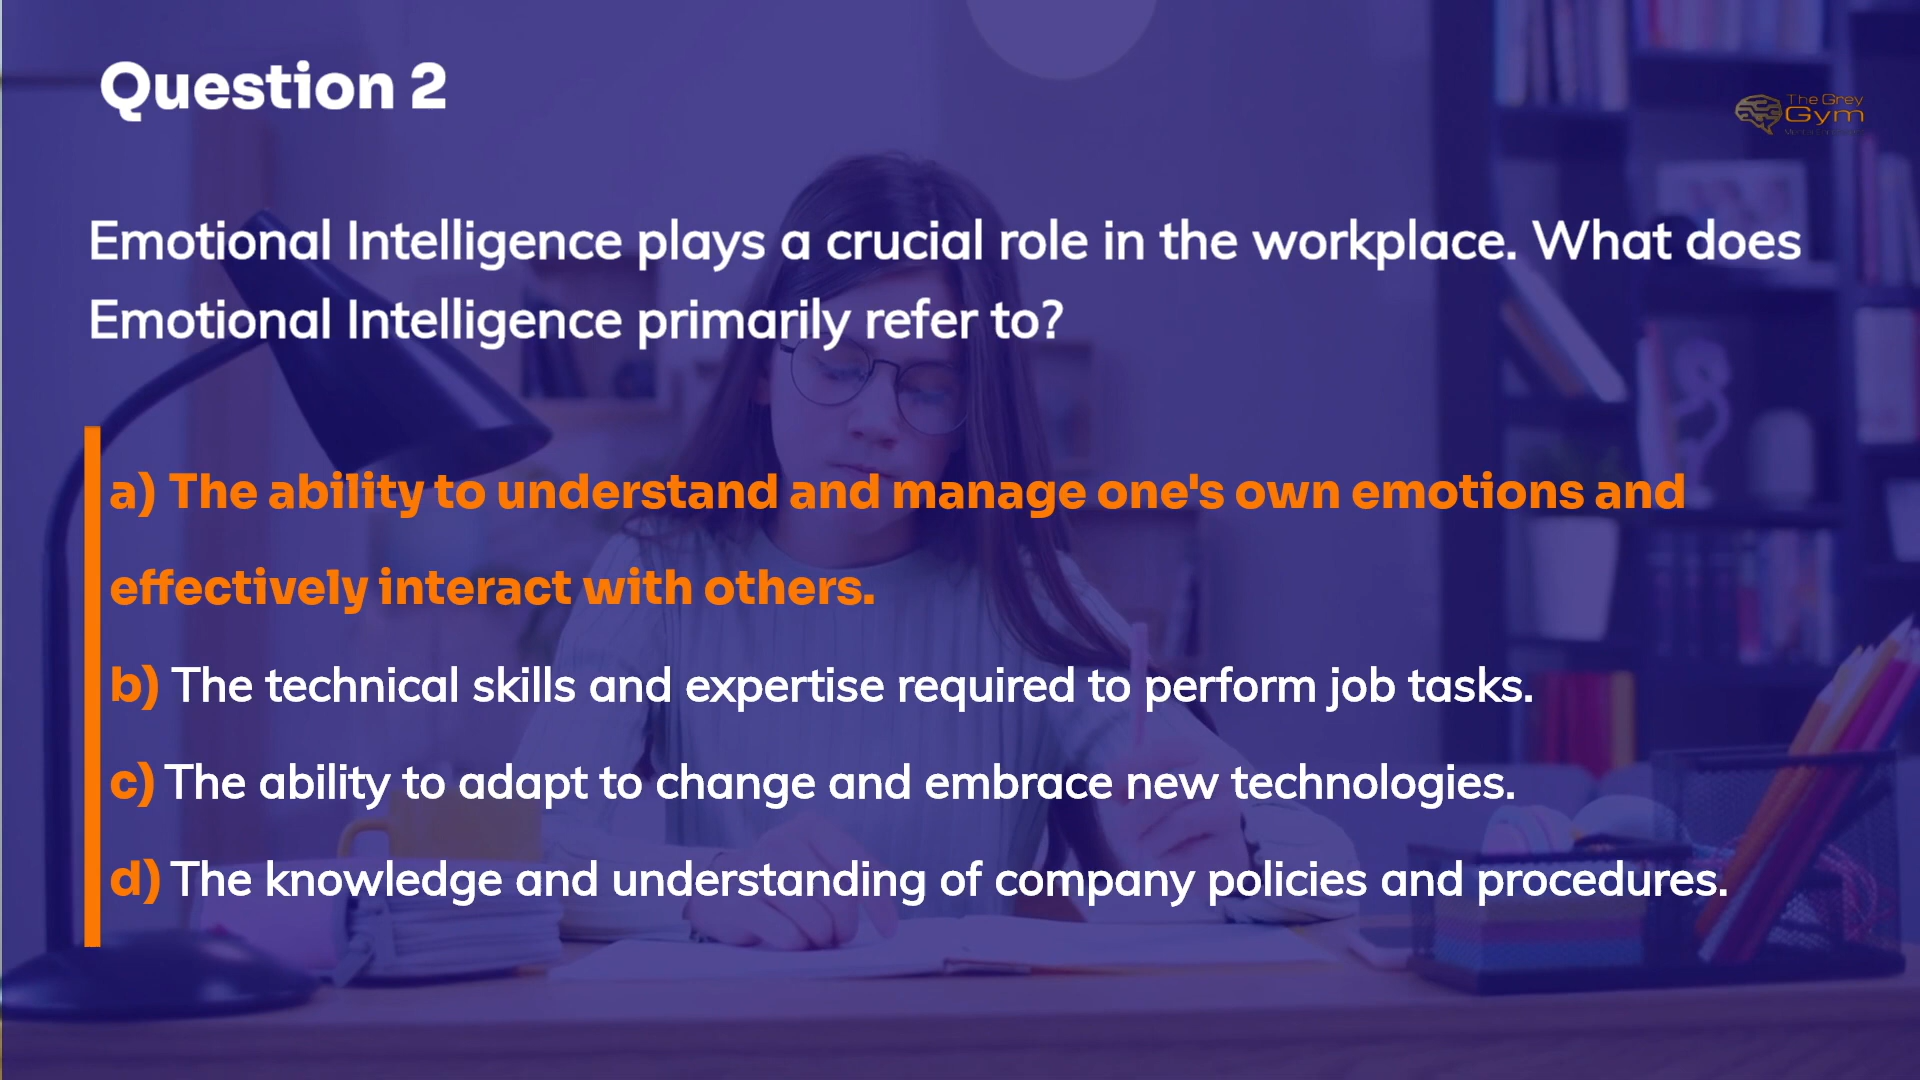 Question 2
The Grey
Gym
Emotional Intelligence plays a crucial role in the workplace. What does
Emotional Intelligence primarily refer to?
a) The ability to understand and manage one's own emotions and
effectively interact with others.
b) The technical skills and expertise required to perform job tasks.
c) The ability to adapt to change and embrace new technologies.
d) The knowledge and understanding of company policies and procedures.